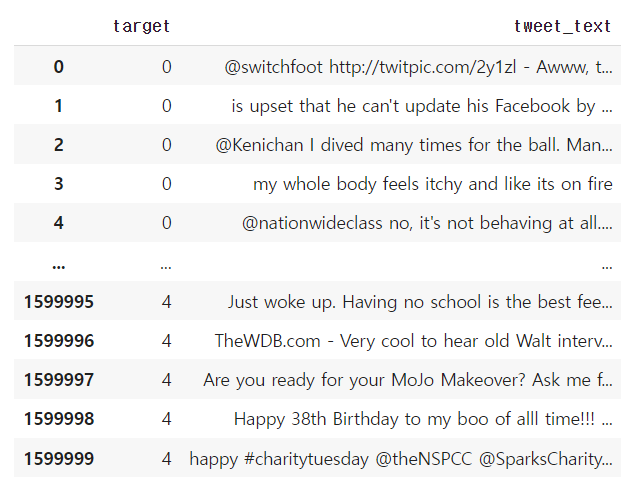 target tweet_text
0 0 @switchfoot http://twitpic.com/2y1zl - Awww, t...
1 0 is upset that he can't update his Facebook by ...
2 0 @Kenichan I dived many times for the ball. Man...
3 0 my whole body feels itchy and like its on fire
4 0 @nationwideclass no, it's not behaving at all....
... ... ...
1599995 4 Just woke up. Having no school is the best fee...
1599996 4 TheWDB.com - Very cool to hear old Walt interv...
1599997 4 Are you ready for your MoJo Makeover? Ask me f...
1599998 4 Happy 38th Birthday to my boo of alll time!!! ...
1599999 4 happy #charitytuesday @theNSPCC @SparksCharity...